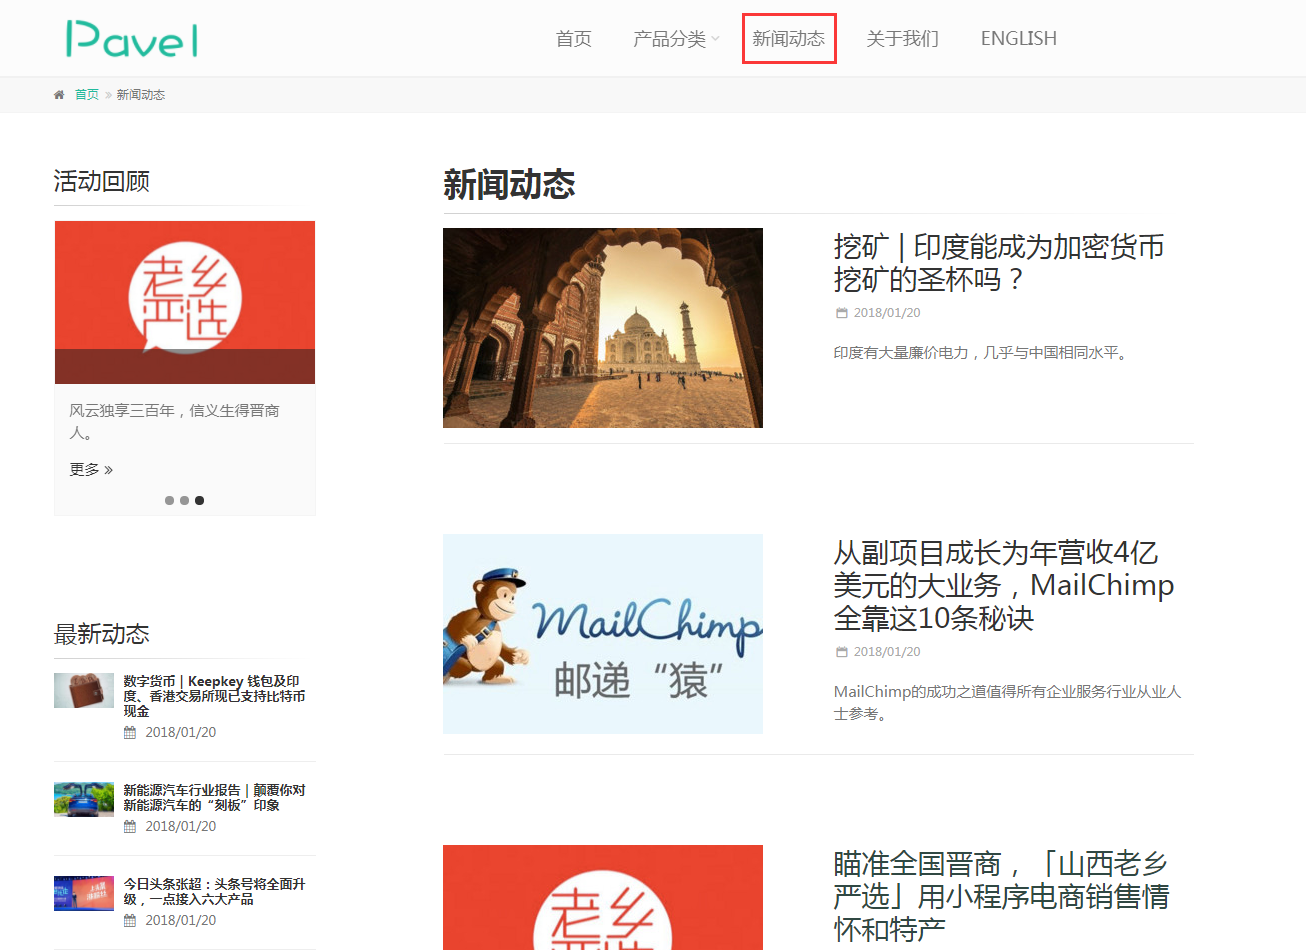 Pavel
首页
产品分类
新闻动态
关于我们
ENGLISH
首页 » 新闻动态
活动回顾
老乡
严选
风云独享三百年，信义生得晋商
人。
更多 »
最新动态
数字货币 | Keepkey 钱包及印
度、香港交易所现已支持比特币
现金
2018/01/20
新能源汽车行业报告 | 颠覆你对
新能源汽车的“刻板”印象
2018/01/20
今日头条张超：头条号将全面升
级，一点接入六大产品
2018/01/20
新闻动态
挖矿 | 印度能成为加密货币
挖矿的圣杯吗？
2018/01/20
印度有大量廉价电力，几乎与中国相同水平。
MailChimp
邮递“猿”
从副项目成长为年营收4亿
美元的大业务，MailChimp
全靠这10条秘诀
2018/01/20
MailChimp的成功之道值得所有企业服务行业从业人
士参考。
老乡
严选
瞄准全国晋商，「山西老乡
严选」用小程序电商销售情
怀和特产